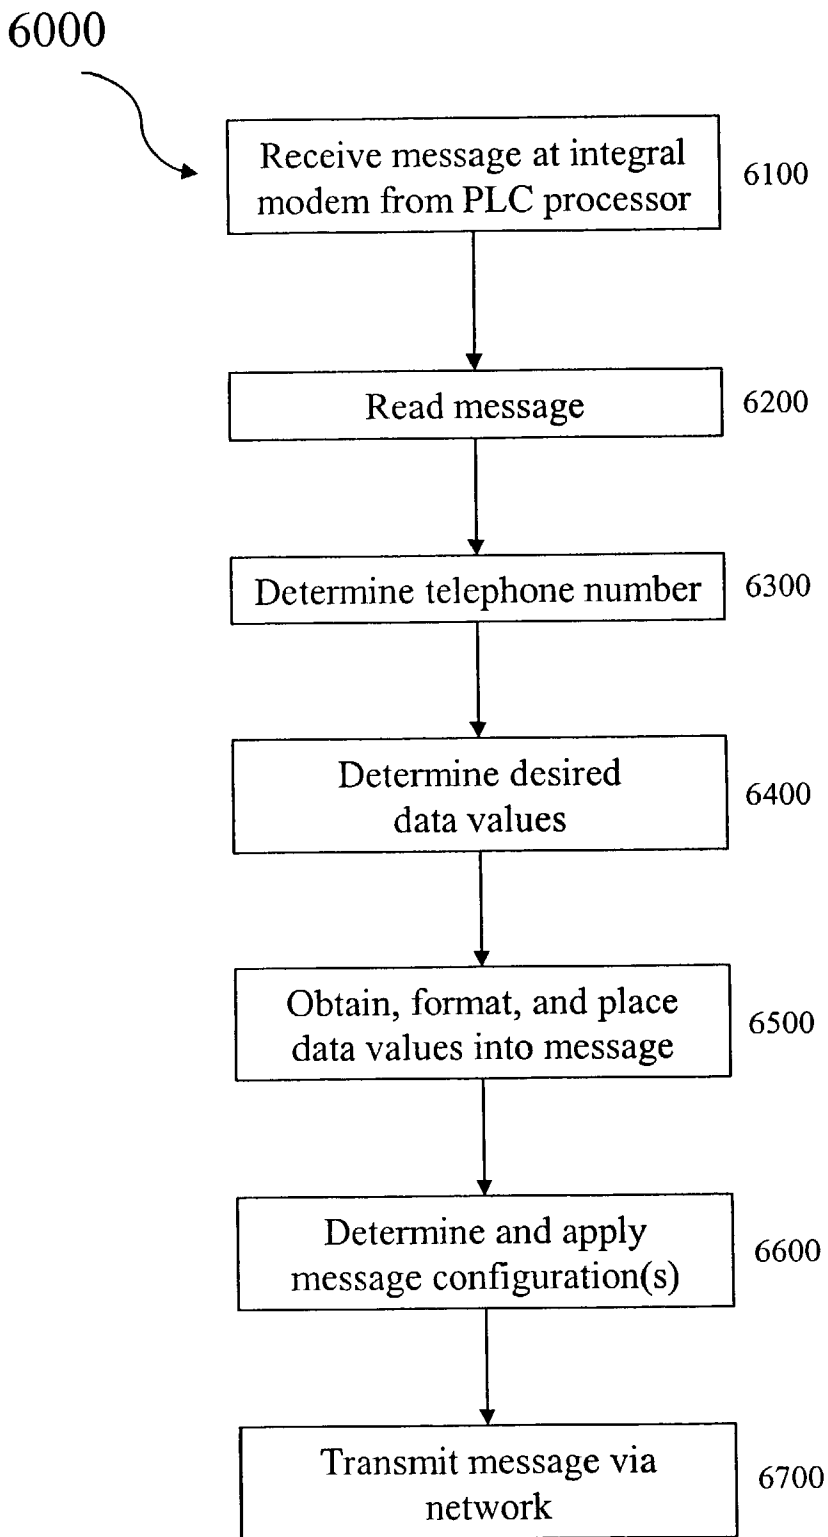 6000
Receive message at integral
modem from PLC processor
6100
Read message
6200
Determine telephone number
6300
Determine desired
data values
6400
Obtain, format, and place
data values into message
6500
Determine and apply
message configuration(s)
6600
Transmit message via
network
6700